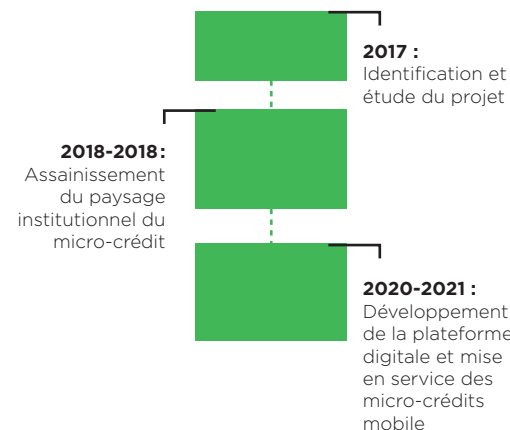 2017 :
Identification et
étude du projet
2018-2018 :
Assainissement
du paysage
institutionnel du
micro-crédit
2020-2021 :
Développement
de la plateforme
digitale et mise
en service des
micro-crédits
mobile